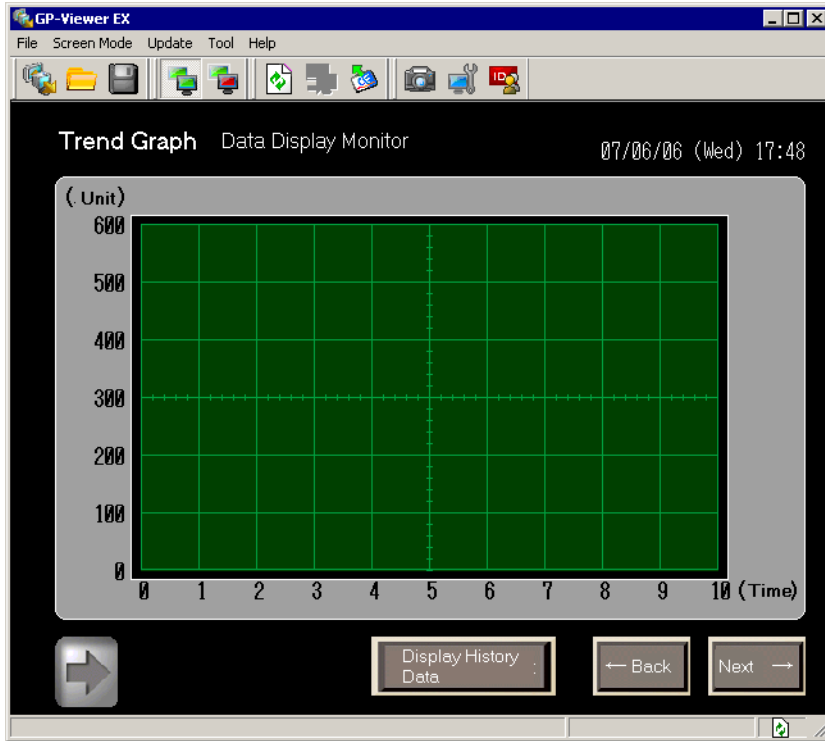 GP-Viewer EX
File Screen Mode Update Tool Help
ID
Trend Graph Data Display Monitor
07/06/06 (Wed) 17:48
(. Unit)
600
500
400
300
200
100
0
0 1 2 3 4 5 6 7 8 9 10 (Time)
Display History :
Data
← Back
Next →